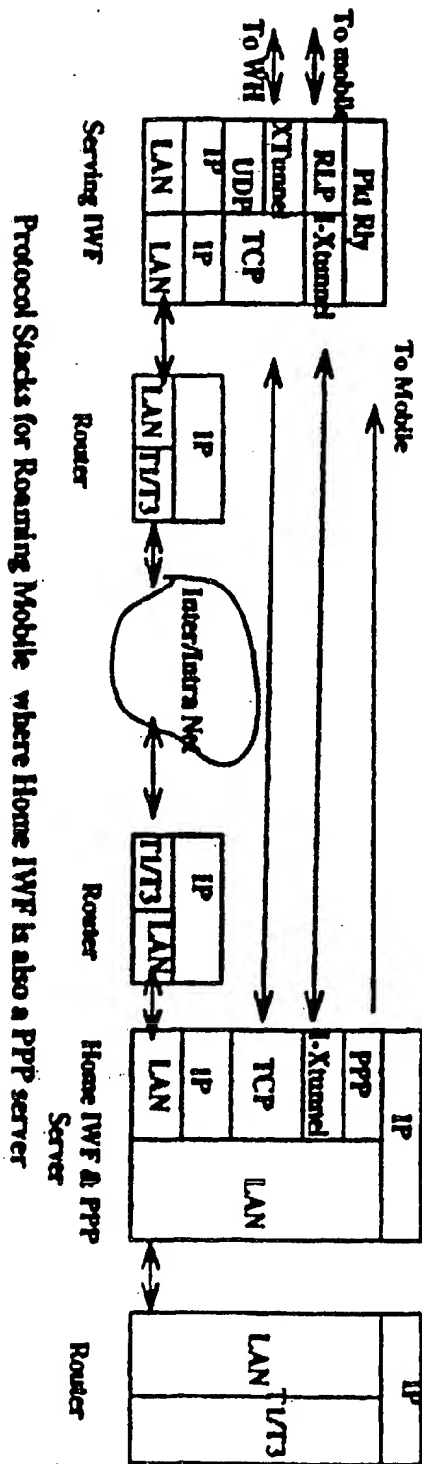 To mobile
To WH
Pkt Rly
RLP
I-Xtunnel
XTunnel
UDP
TCP
IP
IP
LAN
LAN
Serving IWF
To Mobile
IP
LAN
T1/T3
Router
Inter/Intra Net
IP
T1/T3
LAN
Router
IP
PPP
I-Xtunnel
TCP
IP
LAN
LAN
Home IWF & PPP
Server
IP
LAN
T1/T3
Router
Protocol Stacks for Roaming Mobile where Home IWF is also a PPP server